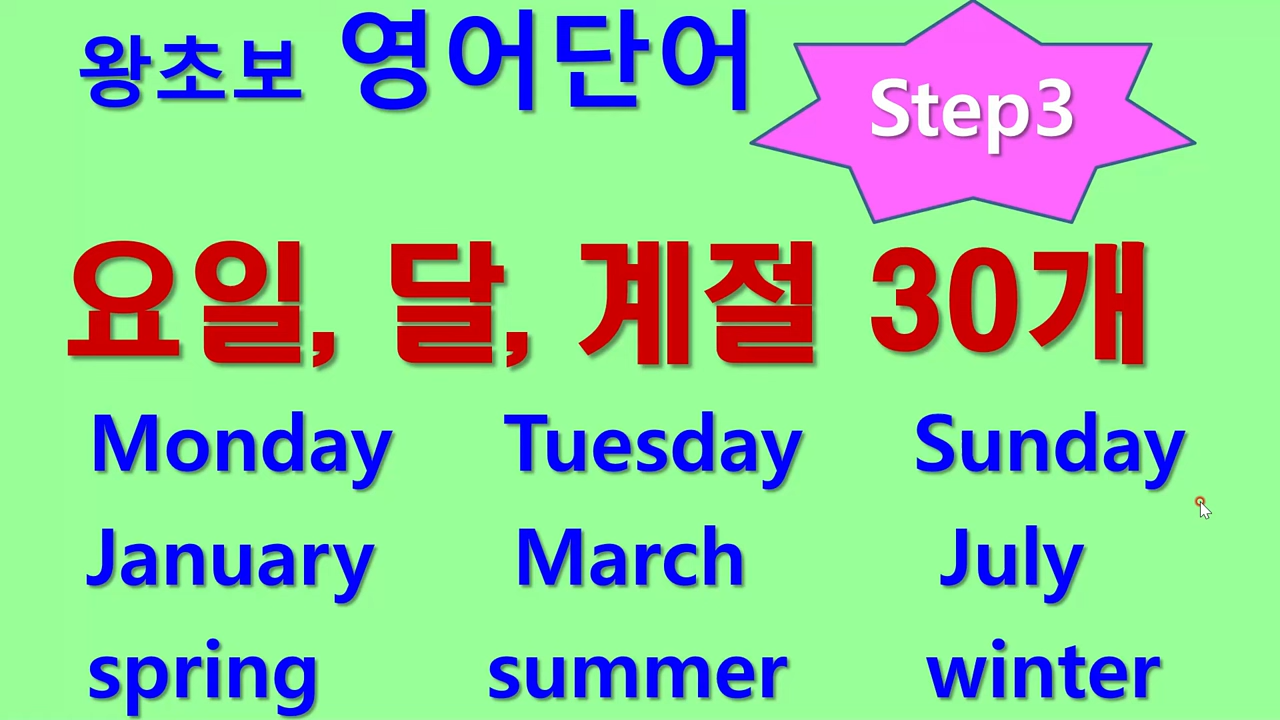 왕초보 영어단어
Step3
요일, 달, 계절 30개
Monday Tuesday Sunday
January March July
spring summer winter